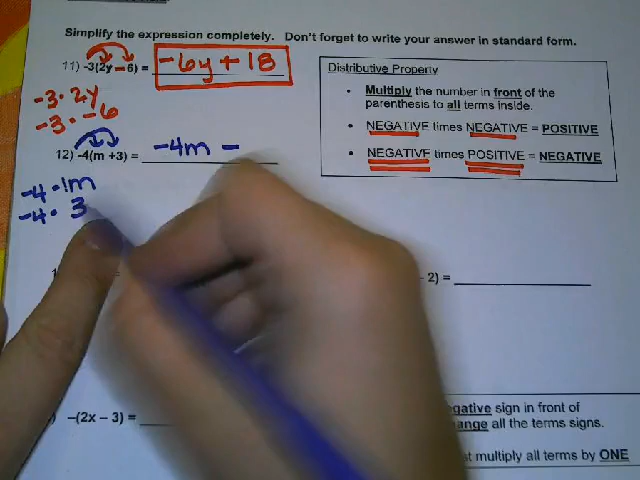 Simplify the expression completely. Don't forget to write your answer in standard form.
11) -3(2y – 6) = -6y + 18
-3 · 2y
-3 · -6
Distributive Property
• Multiply the number in front of the parenthesis to all terms inside.
• NEGATIVE times NEGATIVE = POSITIVE
• NEGATIVE times POSITIVE = NEGATIVE
12) -4(m +3) = -4m -
-4 · 1m
-4 · 3
- 2) =
–(2x – 3) =
gative sign in front of
ange all the terms signs.
st multiply all terms by ONE